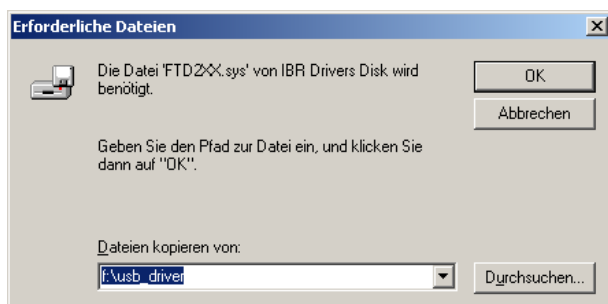 Erforderliche Dateien
Die Datei 'FTD2XX.sys' von IBR Drivers Disk wird
benötigt.
OK
Abbrechen
Geben Sie den Pfad zur Datei ein, und klicken Sie
dann auf "OK".
Dateien kopieren von:
f:\usb_driver
Durchsuchen...